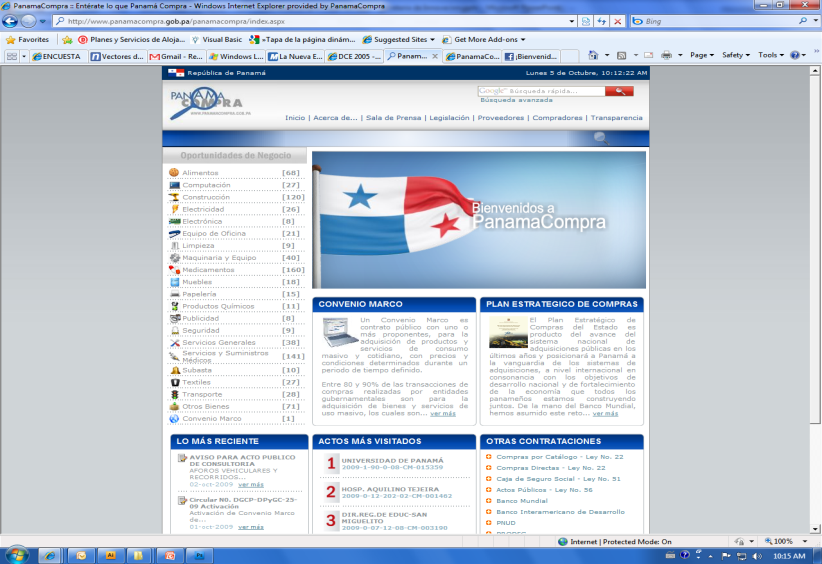 PanamaCompra :: Entérate lo que Panamá Compra - Windows Internet Explorer provided by PanamaCompra
http://www.panamacompra.gob.pa/panamacompra/index.aspx
Bing
Favorites
Planes y Servicios de Aloja...
Visual Basic
»Tapa de la página dinám...
Suggested Sites
Get More Add-ons
ENCUESTA
Vectores d...
Gmail - Re...
Windows L...
La Nueva E...
DCE 2005 -...
Panam...
PanamaCo...
¡Bienvenid...
Page
Safety
Tools
República de Panamá
Lunes 5 de Octubre, 10:12:22 AM
PANAMA
COMPRA
WWW.PANAMACOMPRA.GOB.PA
Google™ Búsqueda rápida...
Búsqueda avanzada
Inicio | Acerca de... | Sala de Prensa | Legislación | Proveedores | Compradores | Transparencia
Oportunidades de Negocio
Alimentos [68]
Computación [27]
Construcción [120]
Electricidad [26]
Electrónica [8]
Equipo de Oficina [21]
Limpieza [9]
Maquinaria y Equipo [40]
Medicamentos [160]
Muebles [18]
Papelería [15]
Productos Químicos [11]
Publicidad [8]
Seguridad [9]
Servicios Generales [38]
Servicios y Suministros
Médicos [141]
Subasta [10]
Textiles [27]
Transporte [28]
Otros Bienes [71]
Convenio Marco [1]
Bienvenidos a
PanamaCompra
CONVENIO MARCO
Un Convenio Marco es
contrato público con uno o
más proponentes, para la
adquisición de productos y
servicios de consumo
masivo y cotidiano, con precios y
condiciones determinados durante un
periodo de tiempo definido.
Entre 80 y 90% de las transacciones de
compras realizadas por entidades
gubernamentales son para la
adquisición de bienes y servicios de
uso masivo, los cuales son... ver más
PLAN ESTRATEGICO DE COMPRAS
El Plan Estratégico de
Compras del Estado es
producto del avance del
sistema nacional de
adquisiciones públicas en los
últimos años y posicionará a Panamá a
la vanguardia de los sistemas de
adquisiciones, a nivel internacional en
consonancia con los objetivos de
desarrollo nacional y de fortalecimiento
de la economía que todos los
panameños estamos construyendo
juntos. De la mano del Banco Mundial,
hemos asumido este reto... ver más
LO MÁS RECIENTE
AVISO PARA ACTO PUBLICO
DE CONSULTORIA
AFOROS VEHICULARES Y
RECORRIDOS...
02-oct-2009 ver más
Circular N0. DGCP-DPyGC-25-
09 Activación
Activación de Convenio Marco
de...
01-oct-2009 ver más
ACTOS MÁS VISITADOS
1 UNIVERSIDAD DE PANAMÁ
2009-1-90-0-08-CM-015359
2 HOSP. AQUILINO TEJEIRA
2009-0-12-202-02-CM-001462
3 DIR.REG.DE EDUC-SAN
MIGUELITO
2009-0-07-12-08-CM-003190
OTRAS CONTRATACIONES
Compras por Catálogo - Ley No. 22
Compras Directas - Ley No. 22
Caja de Seguro Social - Ley No. 51
Actos Públicos - Ley No. 56
Banco Mundial
Banco Interamericano de Desarrollo
PNUD
Internet | Protected Mode: On
100%
10:15 AM